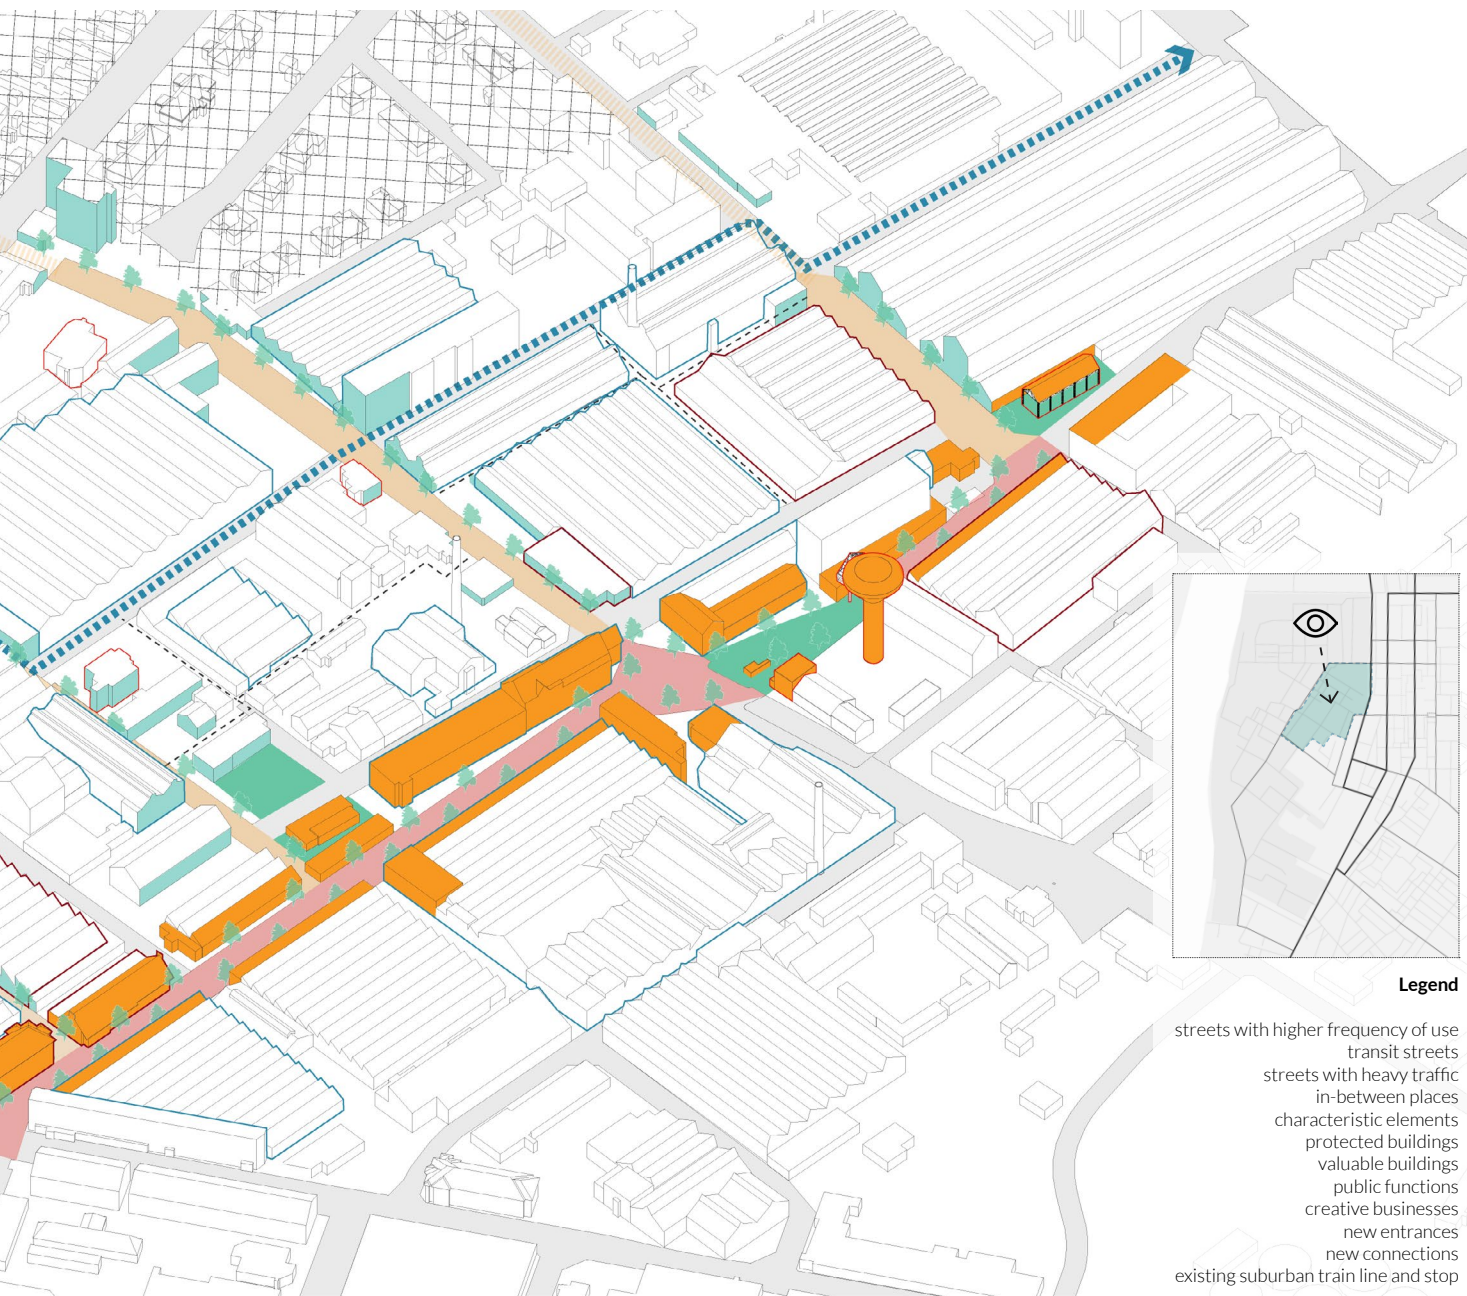 Legend
streets with higher frequency of use
transit streets
streets with heavy traffic
in-between places
characteristic elements
protected buildings
valuable buildings
public functions
creative businesses
new entrances
new connections
existing suburban train line and stop